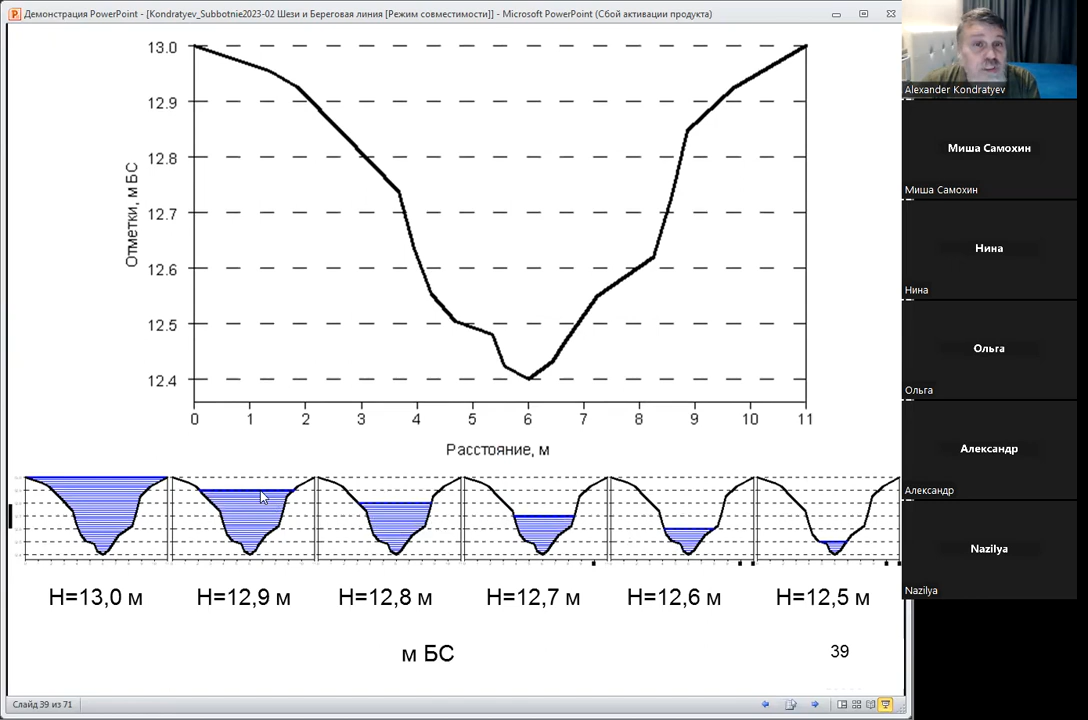 Демонстрация PowerPoint - [Kondratyev_Subbotnie2023-02 Шези и Береговая линия [Режим совместимости]] - Microsoft PowerPoint (Сбой активации продукта)
Alexander Kondratyev
13.0
12.9
12.8
12.7
12.6
12.5
12.4
Отметки, м БС
0 1 2 3 4 5 6 7 8 9 10 11
Расстояние, м
H=13,0 м H=12,9 м H=12,8 м H=12,7 м H=12,6 м H=12,5 м
м БС
39
Слайд 39 из 71
Миша Самохин
Миша Самохин
Нина
Нина
Ольга
Ольга
Александр
Александр
Nazilya
Nazilya